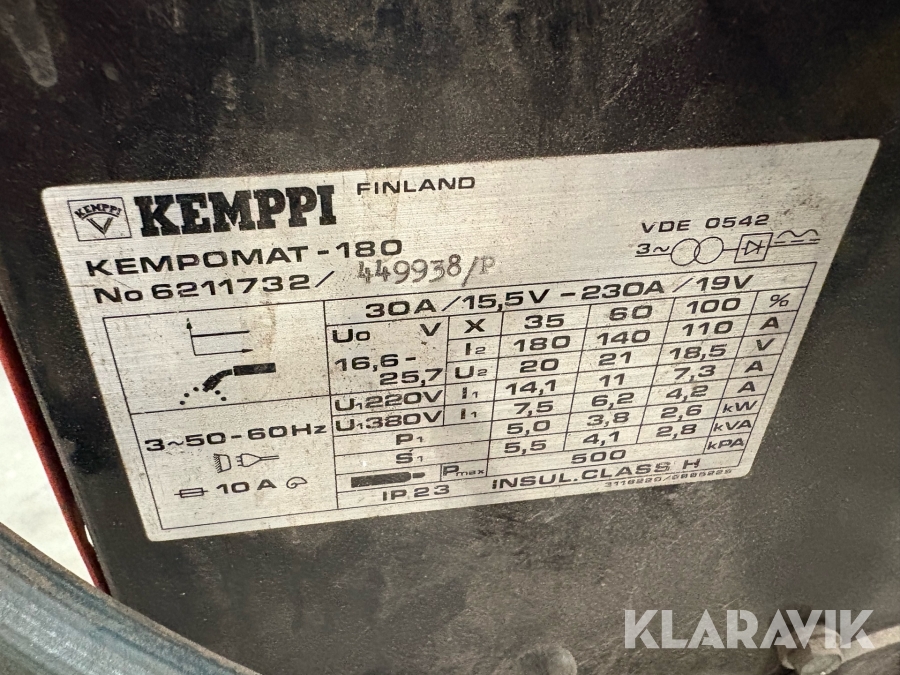 KEMPPI KEMPPI FINLAND
KEMPOMAT-180
No 6211732/ 449938/P
VDE 0542
3~
30A/15,5V-230A/19V
U0 V X 35 60 100 %
16,6-25,7 I2 180 140 110 A
U2 20 21 18,5 V
U1 220V I1 14,1 11 7,3 A
U1 380V I1 7,5 6,2 4,2 A
P1 5,0 3,8 2,6 kW
S1 5,5 4,1 2,8 kVA
Pmax 500 kPA
IP 23 INSUL.CLASS H
3~50-60Hz
10 A
KLARAVIK